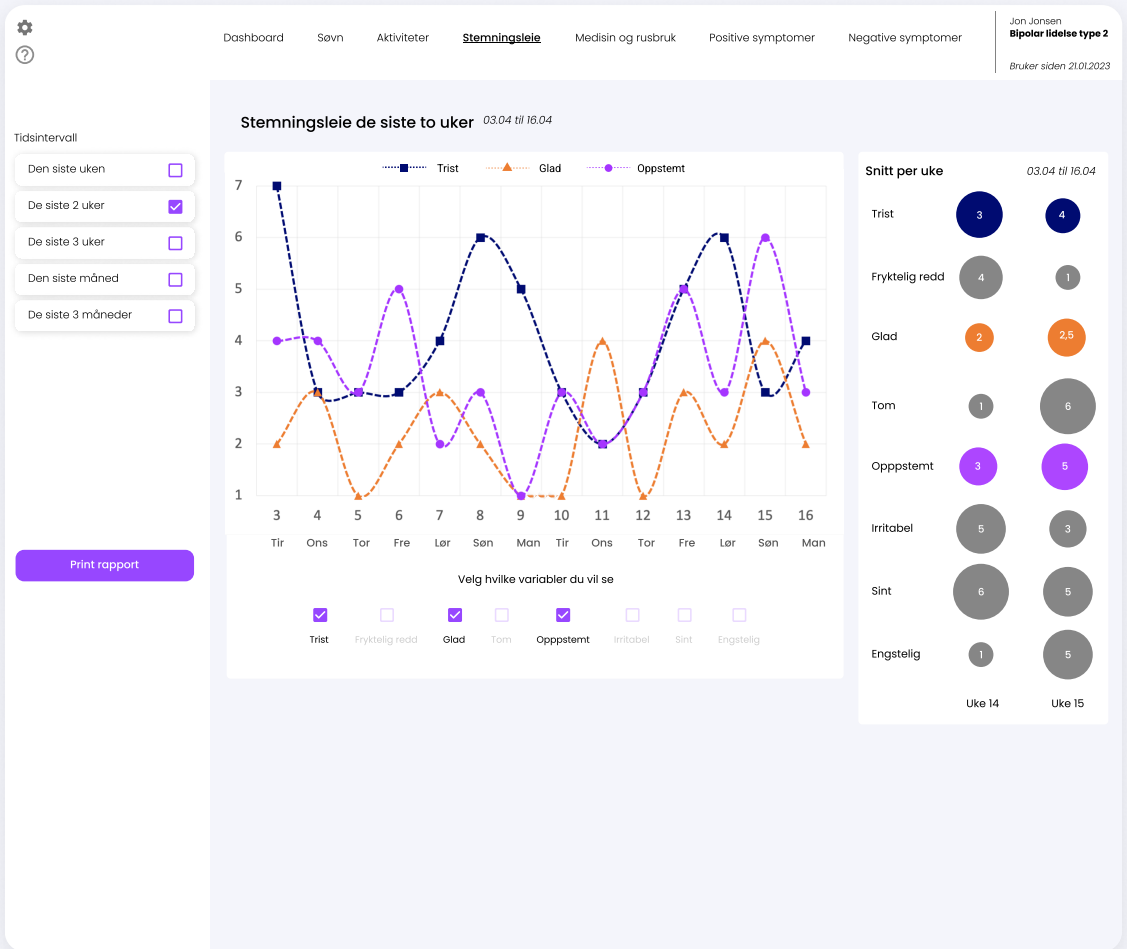 Dashboard Søvn Aktiviteter Stemningsleie Medisin og rusbruk Positive symptomer Negative symptomer
Jon Jonsen
Bipolar lidelse type 2
Bruker siden 21.01.2023
Tidsintervall
Den siste uken
De siste 2 uker
De siste 3 uker
Den siste måned
De siste 3 måneder
Print rapport
Stemningsleie de siste to uker 03.04 til 16.04
Trist Glad Oppstemt
7
6
5
4
3
2
1
3 4 5 6 7 8 9 10 11 12 13 14 15 16
Tir Ons Tor Fre Lør Søn Man Tir Ons Tor Fre Lør Søn Man
Velg hvilke variabler du vil se
Trist Fryktelig redd Glad Tom Opppstemt Irritabel Sint Engstelig
Snitt per uke 03.04 til 16.04
Trist 3 4
Fryktelig redd 4 1
Glad 2 2,5
Tom 1 6
Opppstemt 3 5
Irritabel 5 3
Sint 6 5
Engstelig 1 5
Uke 14 Uke 15